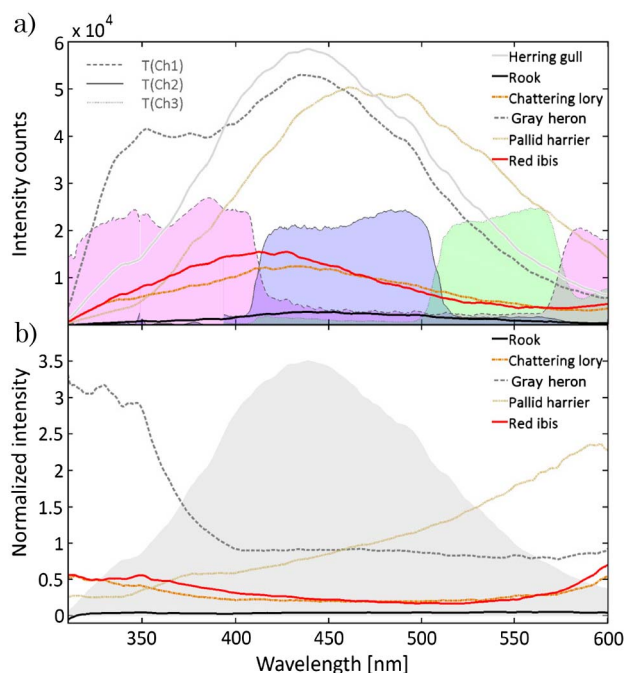 a)
x 10⁴
6
5
4
3
2
1
Intensity counts
T(Ch1)
T(Ch2)
T(Ch3)
Herring gull
Rook
Chattering lory
Gray heron
Pallid harrier
Red ibis
b)
3.5
3
2.5
2
1.5
1
0.5
0
Normalized intensity
Rook
Chattering lory
Gray heron
Pallid harrier
Red ibis
350 400 450 500 550 600
Wavelength [nm]